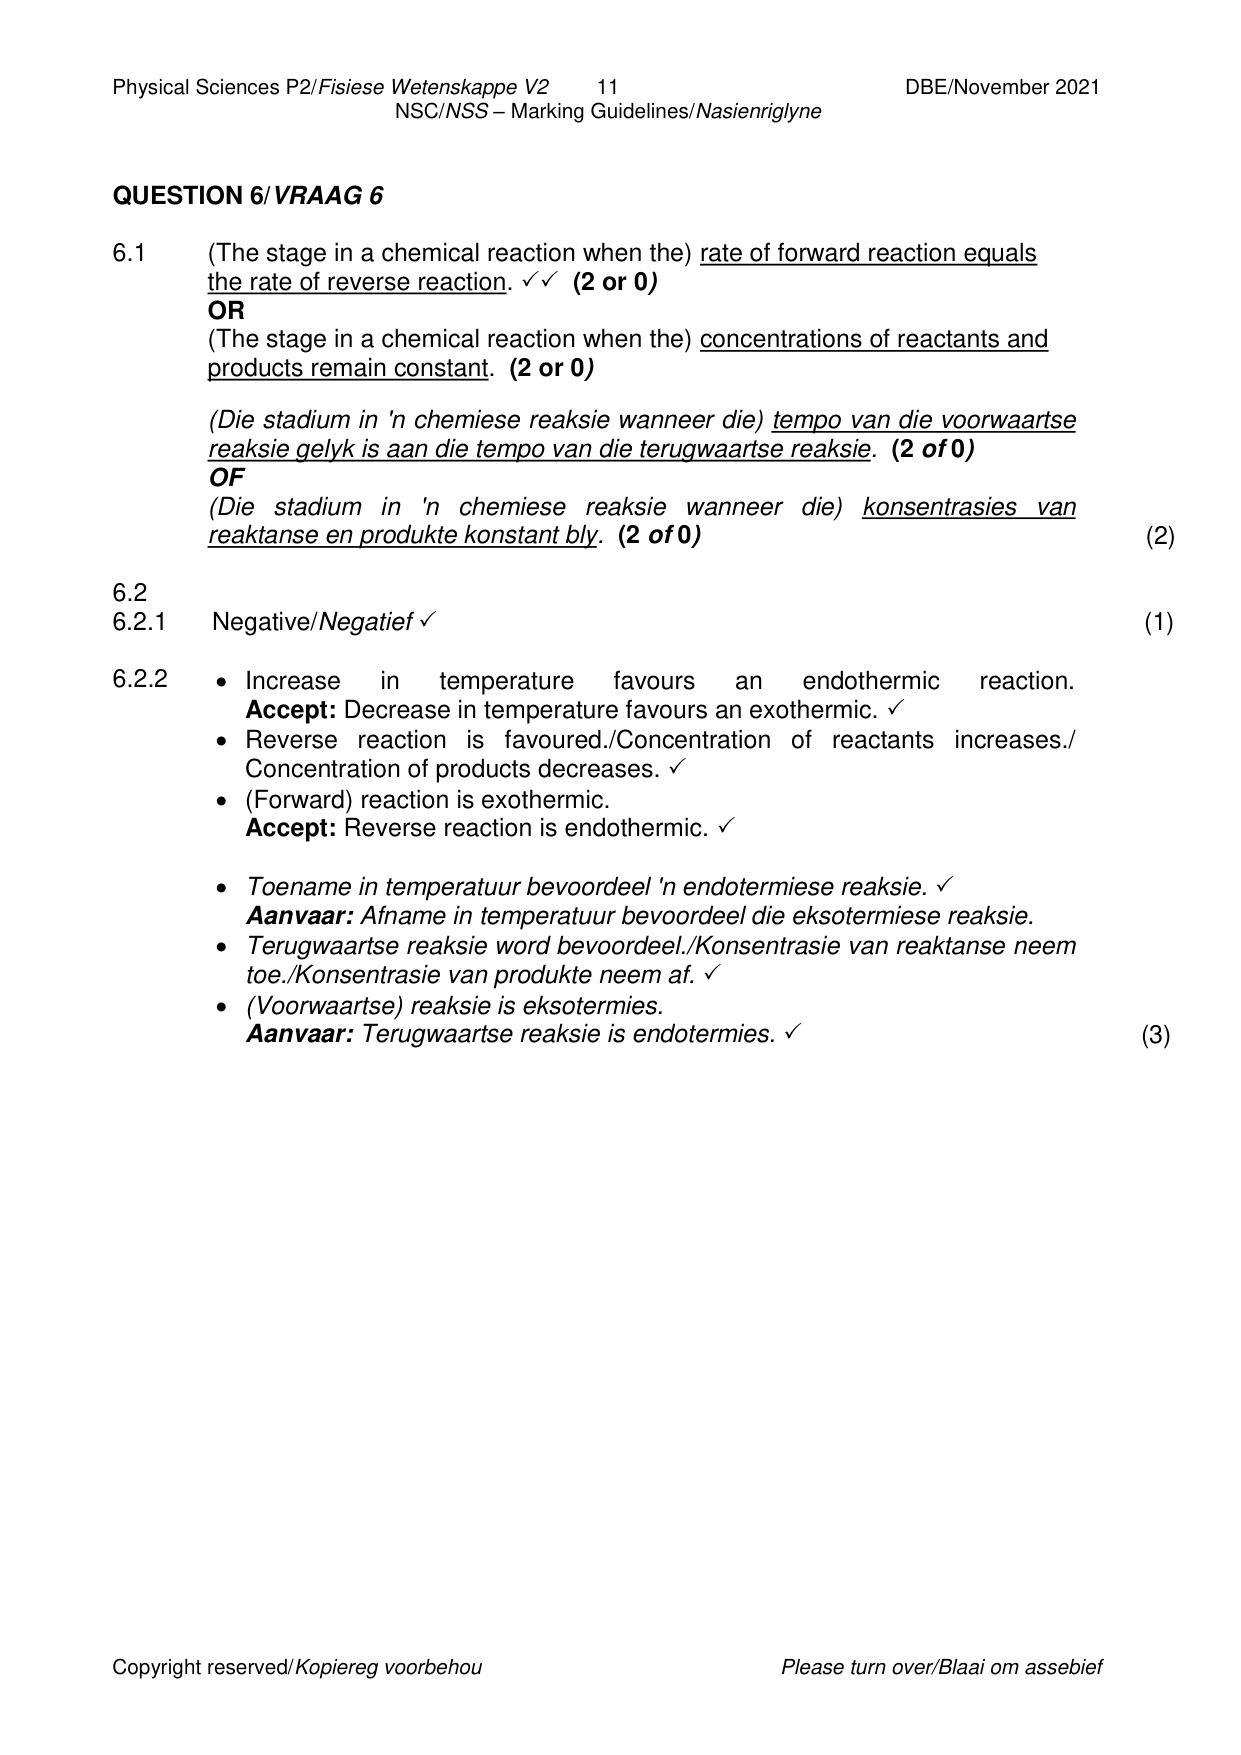 Physical Sciences P2/Fisiese Wetenskappe V2 11 DBE/November 2021
NSC/NSS – Marking Guidelines/Nasienriglyne
QUESTION 6/VRAAG 6
6.1 (The stage in a chemical reaction when the) rate of forward reaction equals
the rate of reverse reaction. ✓✓ (2 or 0)
OR
(The stage in a chemical reaction when the) concentrations of reactants and
products remain constant. (2 or 0)
(Die stadium in 'n chemiese reaksie wanneer die) tempo van die voorwaartse
reaksie gelyk is aan die tempo van die terugwaartse reaksie. (2 of 0)
OF
(Die stadium in 'n chemiese reaksie wanneer die) konsentrasies van
reaktanse en produkte konstant bly. (2 of 0) (2)
6.2
6.2.1 Negative/Negatief ✓ (1)
6.2.2 • Increase in temperature favours an endothermic reaction.
Accept: Decrease in temperature favours an exothermic. ✓
• Reverse reaction is favoured./Concentration of reactants increases./
Concentration of products decreases. ✓
• (Forward) reaction is exothermic.
Accept: Reverse reaction is endothermic. ✓
• Toename in temperatuur bevoordeel 'n endotermiese reaksie. ✓
Aanvaar: Afname in temperatuur bevoordeel die eksotermiese reaksie.
• Terugwaartse reaksie word bevoordeel./Konsentrasie van reaktanse neem
toe./Konsentrasie van produkte neem af. ✓
• (Voorwaartse) reaksie is eksotermies.
Aanvaar: Terugwaartse reaksie is endotermies. ✓ (3)
Copyright reserved/Kopiereg voorbehou Please turn over/Blaai om assebief